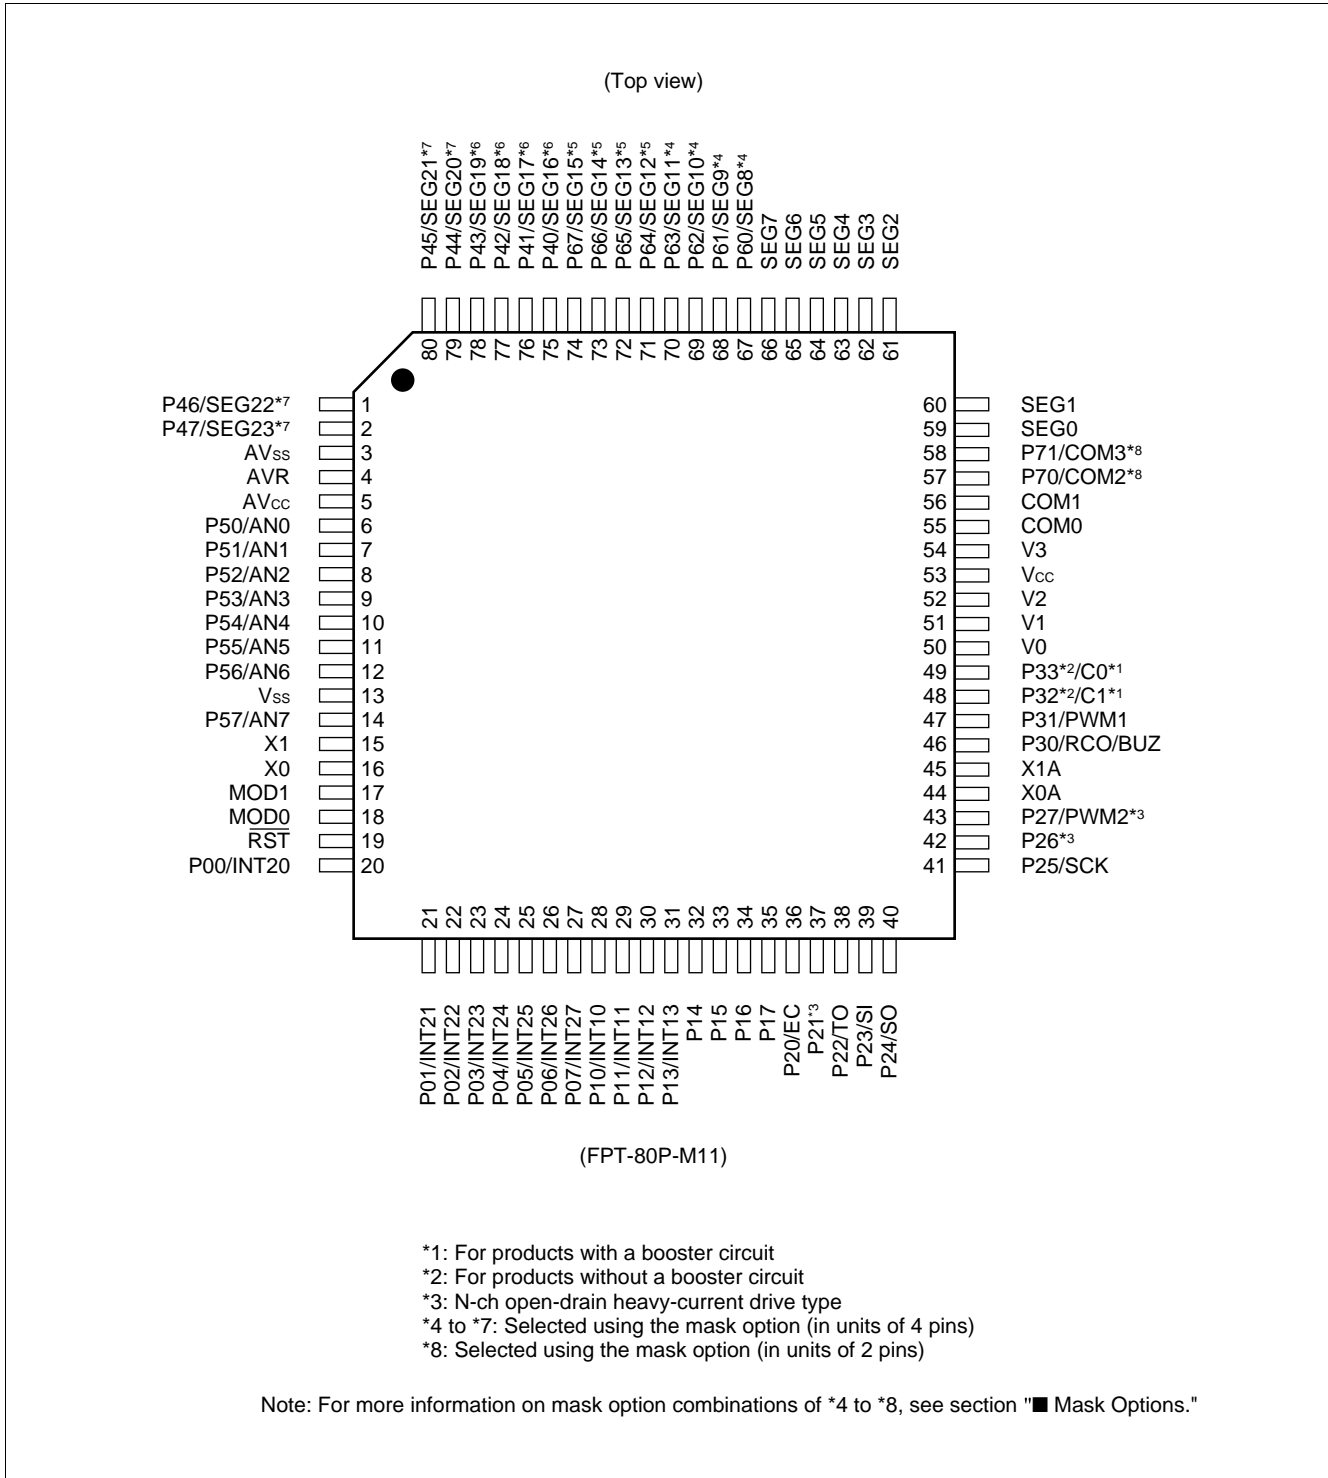 (Top view)
P45/SEG21*7
P44/SEG20*7
P43/SEG19*6
P42/SEG18*6
P41/SEG17*6
P40/SEG16*6
P67/SEG15*5
P66/SEG14*5
P65/SEG13*5
P64/SEG12*5
P63/SEG11*4
P62/SEG10*4
P61/SEG9*4
P60/SEG8*4
SEG7
SEG6
SEG5
SEG4
SEG3
SEG2
80
79
78
77
76
75
74
73
72
71
70
69
68
67
66
65
64
63
62
61
P46/SEG22*7 1
P47/SEG23*7 2
AVSS 3
AVR 4
AVCC 5
P50/AN0 6
P51/AN1 7
P52/AN2 8
P53/AN3 9
P54/AN4 10
P55/AN5 11
P56/AN6 12
VSS 13
P57/AN7 14
X1 15
X0 16
MOD1 17
MOD0 18
RST 19
P00/INT20 20
60 SEG1
59 SEG0
58 P71/COM3*8
57 P70/COM2*8
56 COM1
55 COM0
54 V3
53 VCC
52 V2
51 V1
50 V0
49 P33*2/C0*1
48 P32*2/C1*1
47 P31/PWM1
46 P30/RCO/BUZ
45 X1A
44 X0A
43 P27/PWM2*3
42 P26*3
41 P25/SCK
21
22
23
24
25
26
27
28
29
30
31
32
33
34
35
36
37
38
39
40
P01/INT21
P02/INT22
P03/INT23
P04/INT24
P05/INT25
P06/INT26
P07/INT27
P10/INT10
P11/INT11
P12/INT12
P13/INT13
P14
P15
P16
P17
P20/EC
P21*3
P22/TO
P23/SI
P24/SO
(FPT-80P-M11)
*1: For products with a booster circuit
*2: For products without a booster circuit
*3: N-ch open-drain heavy-current drive type
*4 to *7: Selected using the mask option (in units of 4 pins)
*8: Selected using the mask option (in units of 2 pins)
Note: For more information on mask option combinations of *4 to *8, see section "■ Mask Options."